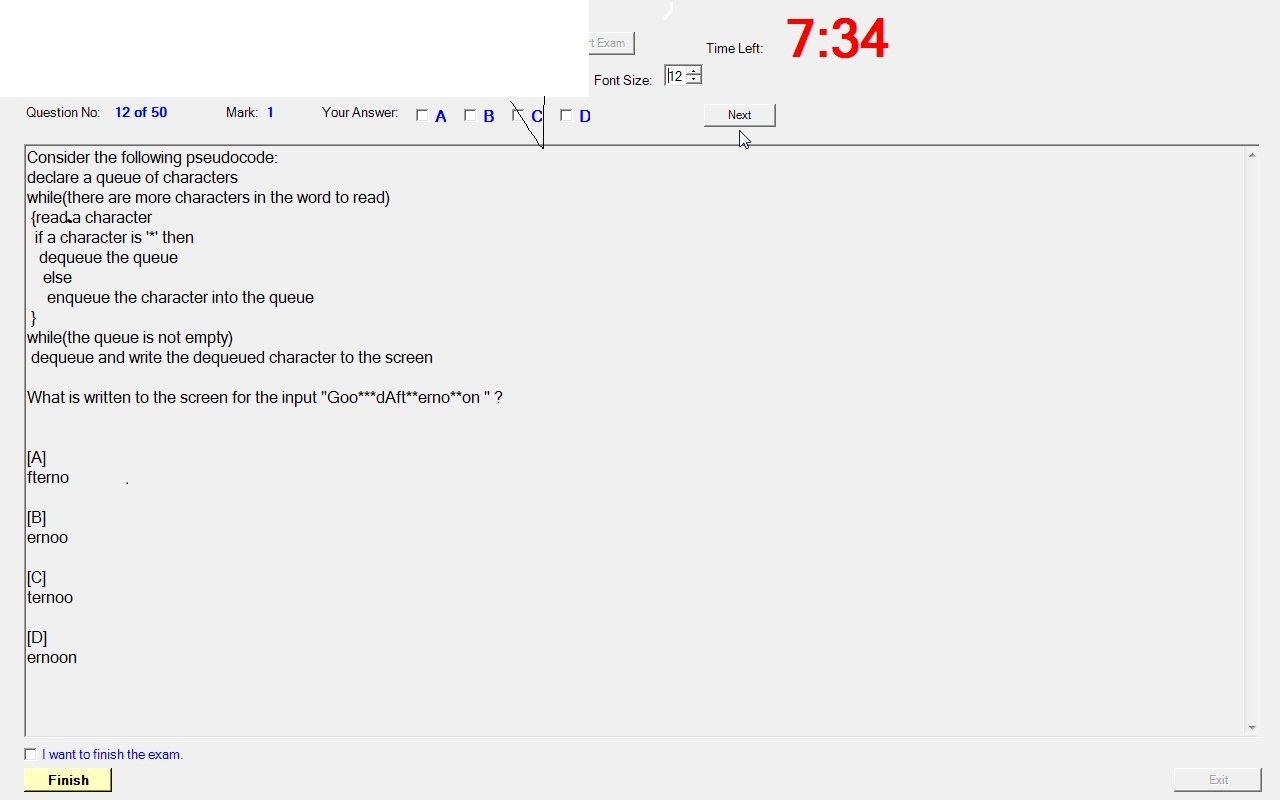 t Exam
Time Left: 7:34
Font Size: 12
Question No: 12 of 50 Mark: 1 Your Answer: A B C D Next
Consider the following pseudocode:
declare a queue of characters
while(there are more characters in the word to read)
{read a character
if a character is '*' then
dequeue the queue
else
enqueue the character into the queue
}
while(the queue is not empty)
dequeue and write the dequeued character to the screen
What is written to the screen for the input "Goo***dAft**erno**on " ?
[A]
fterno
[B]
ernoo
[C]
ternoo
[D]
ernoon
I want to finish the exam.
Finish Exit